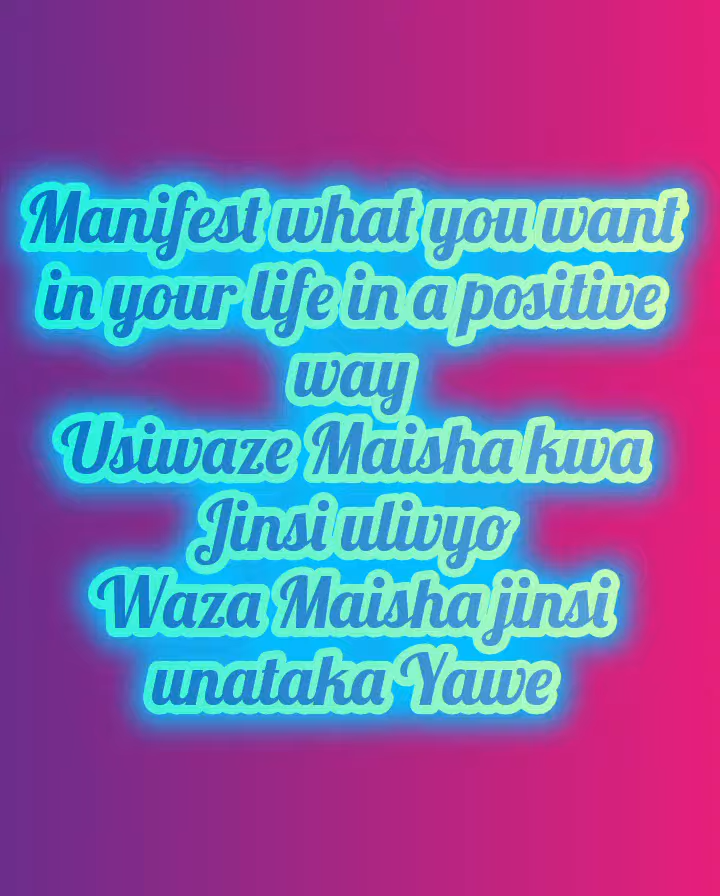 Manifest what you want
in your life in a positive
way
Usiwaze Maisha kwa
Jinsi ulivyo
Waza Maisha jinsi
unataka Yawe